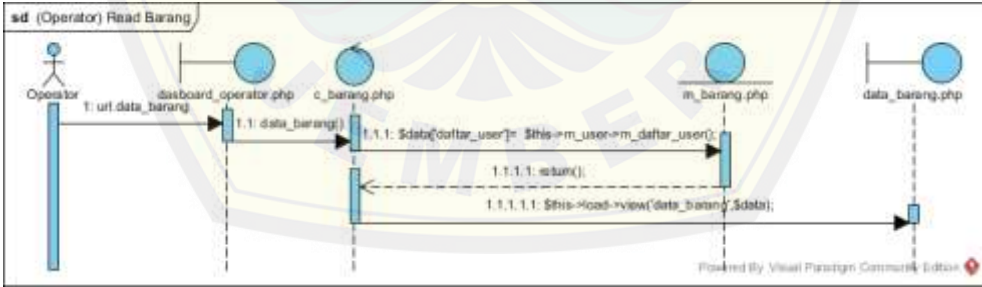 sd (Operator) Read Barang
Operator
dasboard_operator.php
c_barang.php
m_barang.php
data_barang.php
1: url.data_barang
1.1: data_barang()
1.1.1: $data['daftar_user']= $this->m_user->m_daftar_user();
1.1.1.1: return();
1.1.1.1.1: $this->load->view('data_barang',$data);
EMBER
Powered By Visual Paradigm Community Edition